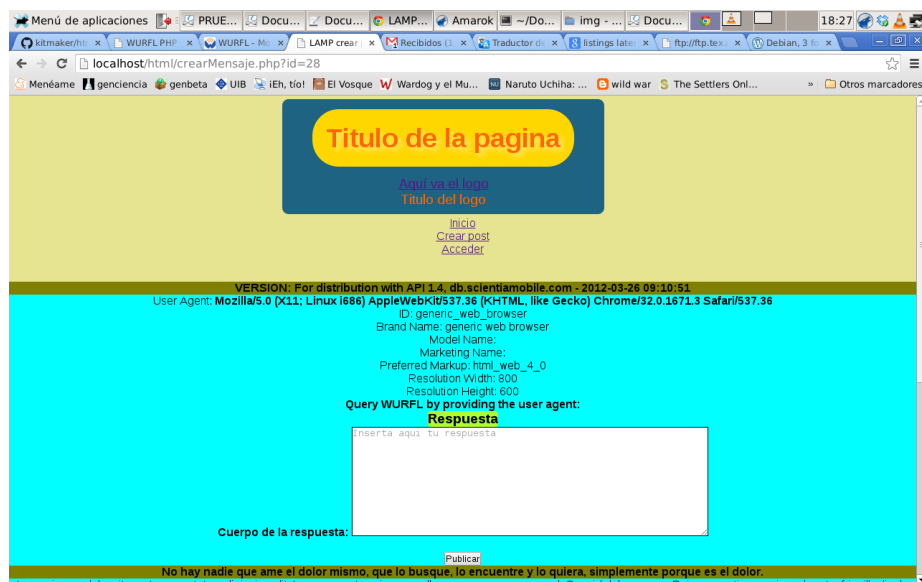 Menú de aplicaciones PRUE... Docu... Docu... LAMP... Amarok ~/Do... img - ... Docu... 18:27
kitmaker/htr WURFL PHP WURFL - Mo LAMP crear p Recibidos (1 Traductor de listings latex ftp://ftp.tex. Debian, 3 fo
localhost/html/crearMensaje.php?id=28
Menéame genciencia genbeta UIB ¡Eh, tío! El Vosque Wardog y el Mu... Naruto Uchiha: ... wild war The Settlers Onl... » Otros marcadores
Titulo de la pagina
Aquí va el logo
Titulo del logo
Inicio
Crear post
Acceder
VERSION: For distribution with API 1.4, db.scientiamobile.com - 2012-03-26 09:10:51
User Agent: Mozilla/5.0 (X11; Linux i686) AppleWebKit/537.36 (KHTML, like Gecko) Chrome/32.0.1671.3 Safari/537.36
ID: generic_web_browser
Brand Name: generic web browser
Model Name:
Marketing Name:
Preferred Markup: html_web_4_0
Resolution Width: 800
Resolution Height: 600
Query WURFL by providing the user agent:
Respuesta
Inserta aqui tu respuesta
Cuerpo de la respuesta:
Publicar
No hay nadie que ame el dolor mismo, que lo busque, lo encuentre y lo quiera, simplemente porque es el dolor.